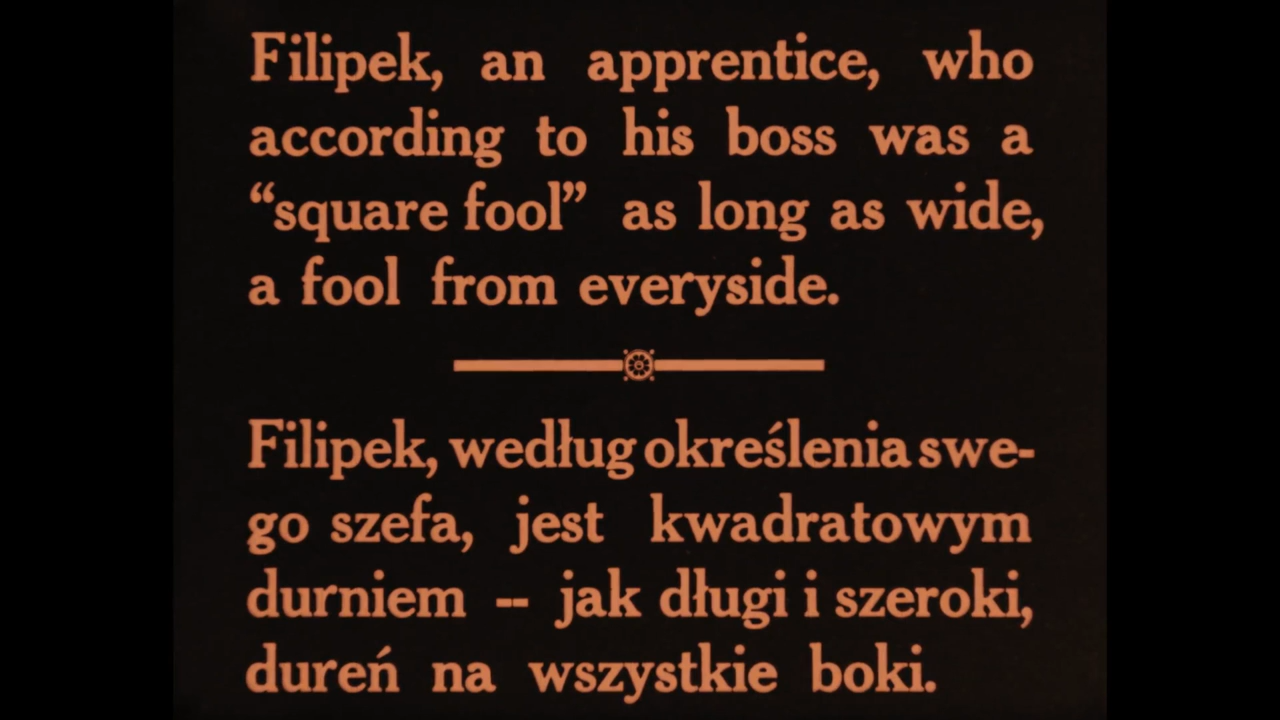 Filipek, an apprentice, who
according to his boss was a
“square fool” as long as wide,
a fool from everyside.
Filipek, według określenia swe-
go szefa, jest kwadratowym
durniem -- jak długi i szeroki,
dureń na wszystkie boki.